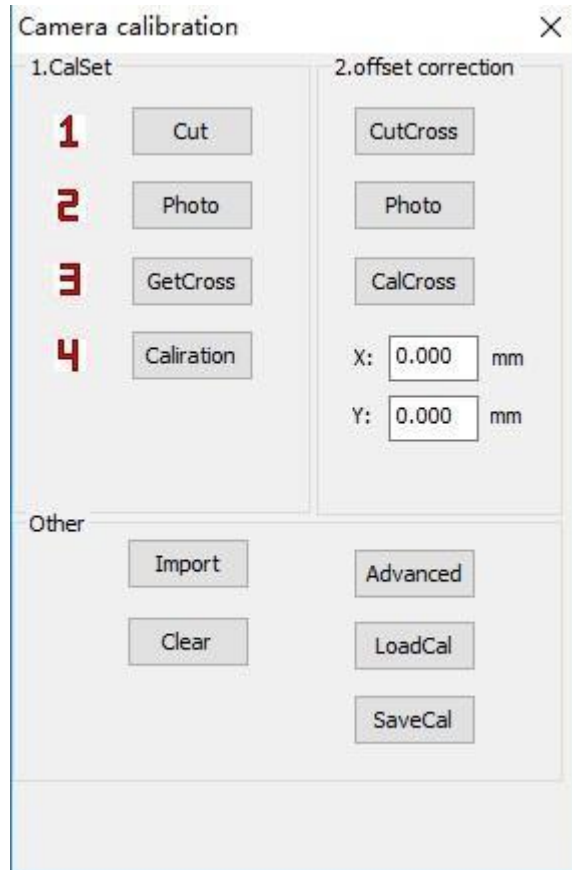 Camera calibration
1.CalSet
1 Cut
2 Photo
3 GetCross
4 Caliration
2.offset correction
CutCross
Photo
CalCross
X: 0.000 mm
Y: 0.000 mm
Other
Import
Clear
Advanced
LoadCal
SaveCal